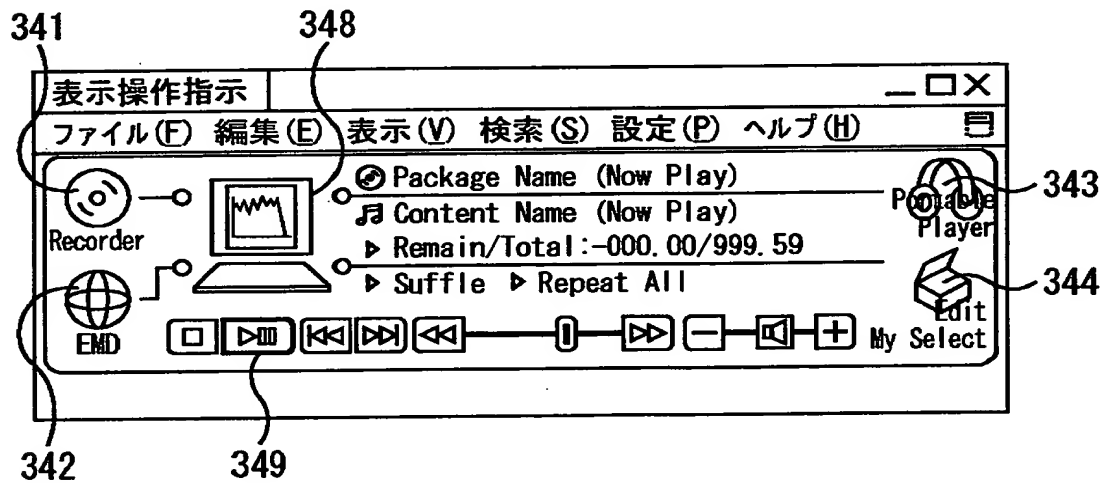 341
348
表示操作指示
ファイル(F) 編集(E) 表示(V) 検索(S) 設定(P) ヘルプ(H)
Package Name (Now Play)
Content Name (Now Play)
Remain/Total:-000.00/999.59
Suffle Repeat All
Recorder
EMD
Portable
Player
343
344
Edit
My Select
342
349